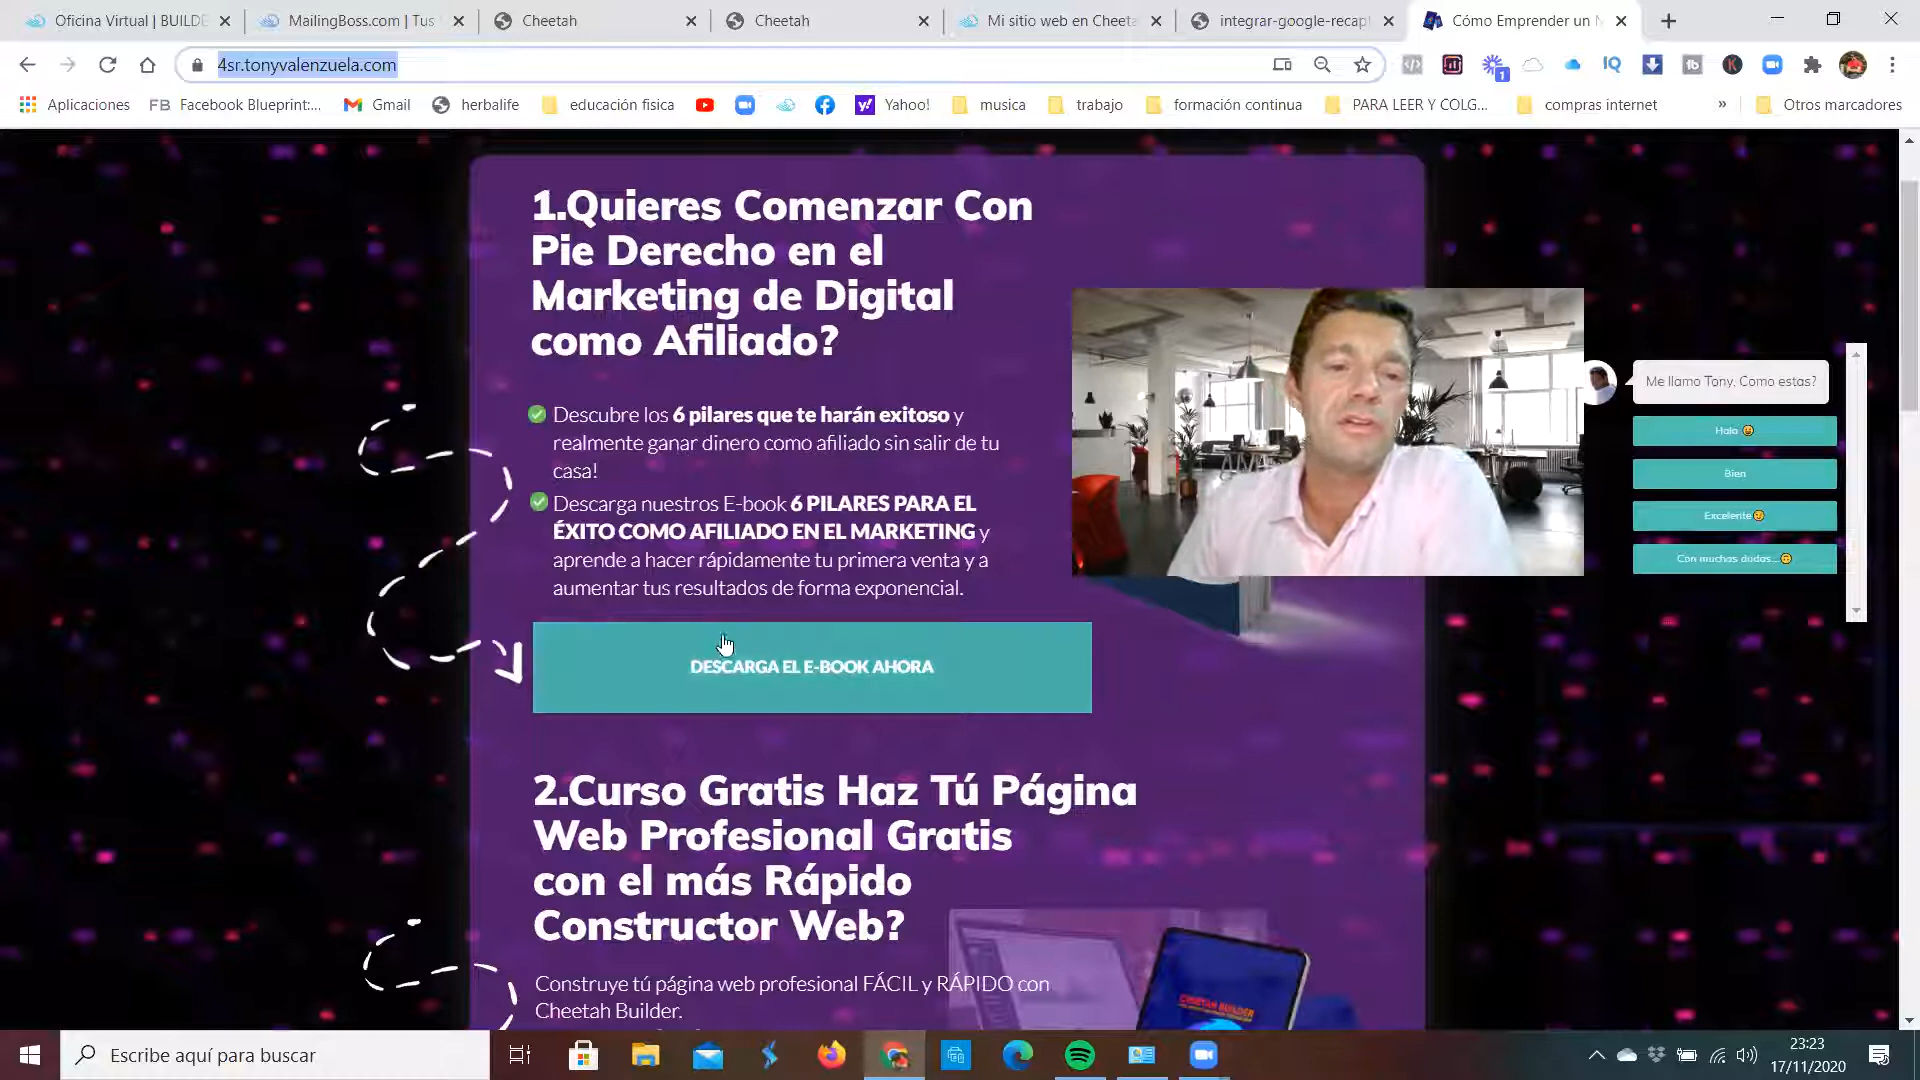 Oficina Virtual | BUILDE
MailingBoss.com | Tus
Cheetah
Cheetah
Mi sitio web en Cheeta
integrar-google-recapt
Cómo Emprender un N
4sr.tonyvalenzuela.com
Aplicaciones
FB Facebook Blueprint:...
Gmail
herbalife
educación fisica
Yahoo!
musica
trabajo
formación continua
PARA LEER Y COLG...
compras internet
»
Otros marcadores
1.Quieres Comenzar Con
Pie Derecho en el
Marketing de Digital
como Afiliado?
Descubre los 6 pilares que te harán exitoso y
realmente ganar dinero como afiliado sin salir de tu
casa!
Descarga nuestros E-book 6 PILARES PARA EL
ÉXITO COMO AFILIADO EN EL MARKETING y
aprende a hacer rápidamente tu primera venta y a
aumentar tus resultados de forma exponencial.
DESCARGA EL E-BOOK AHORA
Me llamo Tony, Como estas?
Hola
Bien
Excelente
Con muchas dudas...
2.Curso Gratis Haz Tú Página
Web Profesional Gratis
con el más Rápido
Constructor Web?
Construye tú página web profesional FÁCIL y RÁPIDO con
Cheetah Builder.
CHEETAH BUILDER
Escribe aquí para buscar
23:23
17/11/2020